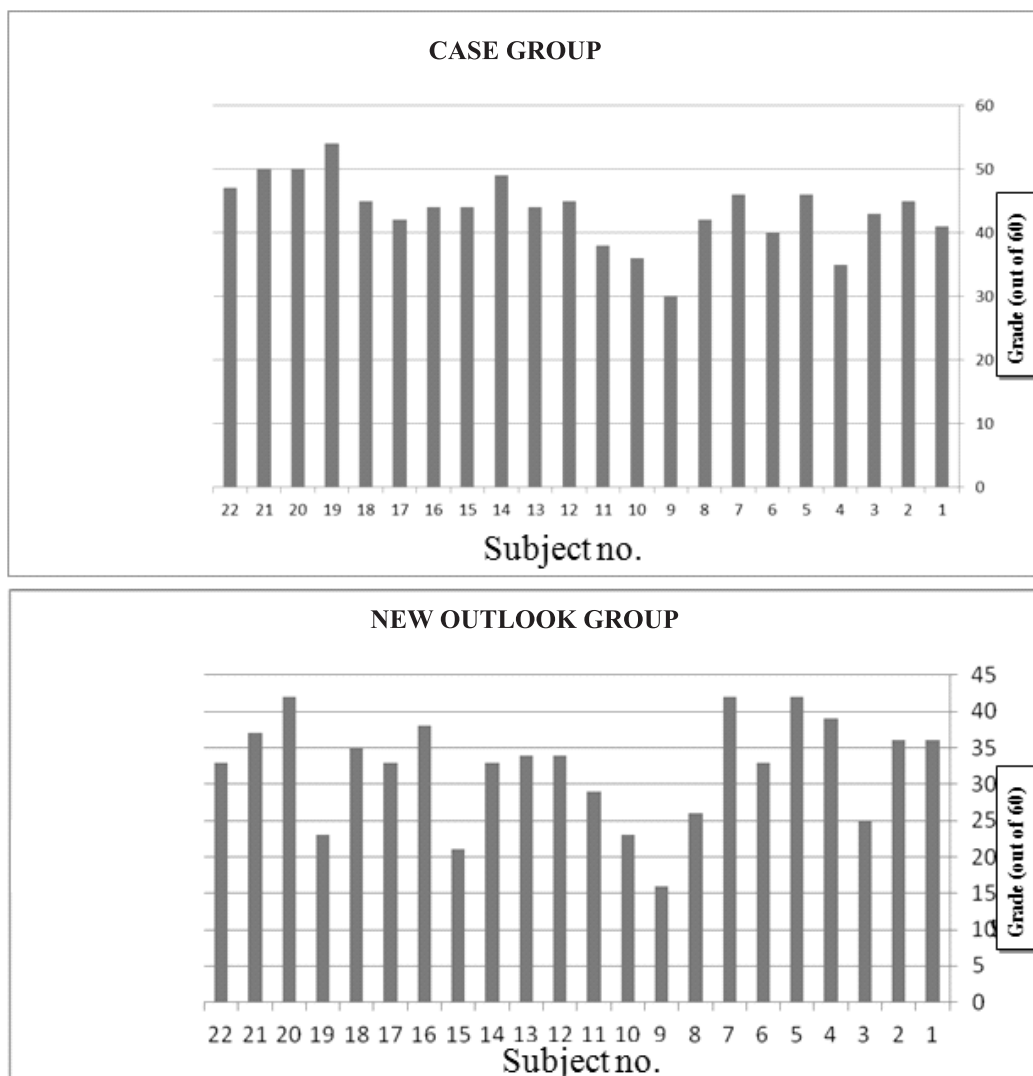 CASE GROUP
60
50
40
30
20
10
0
Grade (out of 60)
22 21 20 19 18 17 16 15 14 13 12 11 10 9 8 7 6 5 4 3 2 1
Subject no.
NEW OUTLOOK GROUP
45
40
35
30
25
20
15
10
5
0
Grade (out of 60)
22 21 20 19 18 17 16 15 14 13 12 11 10 9 8 7 6 5 4 3 2 1
Subject no.